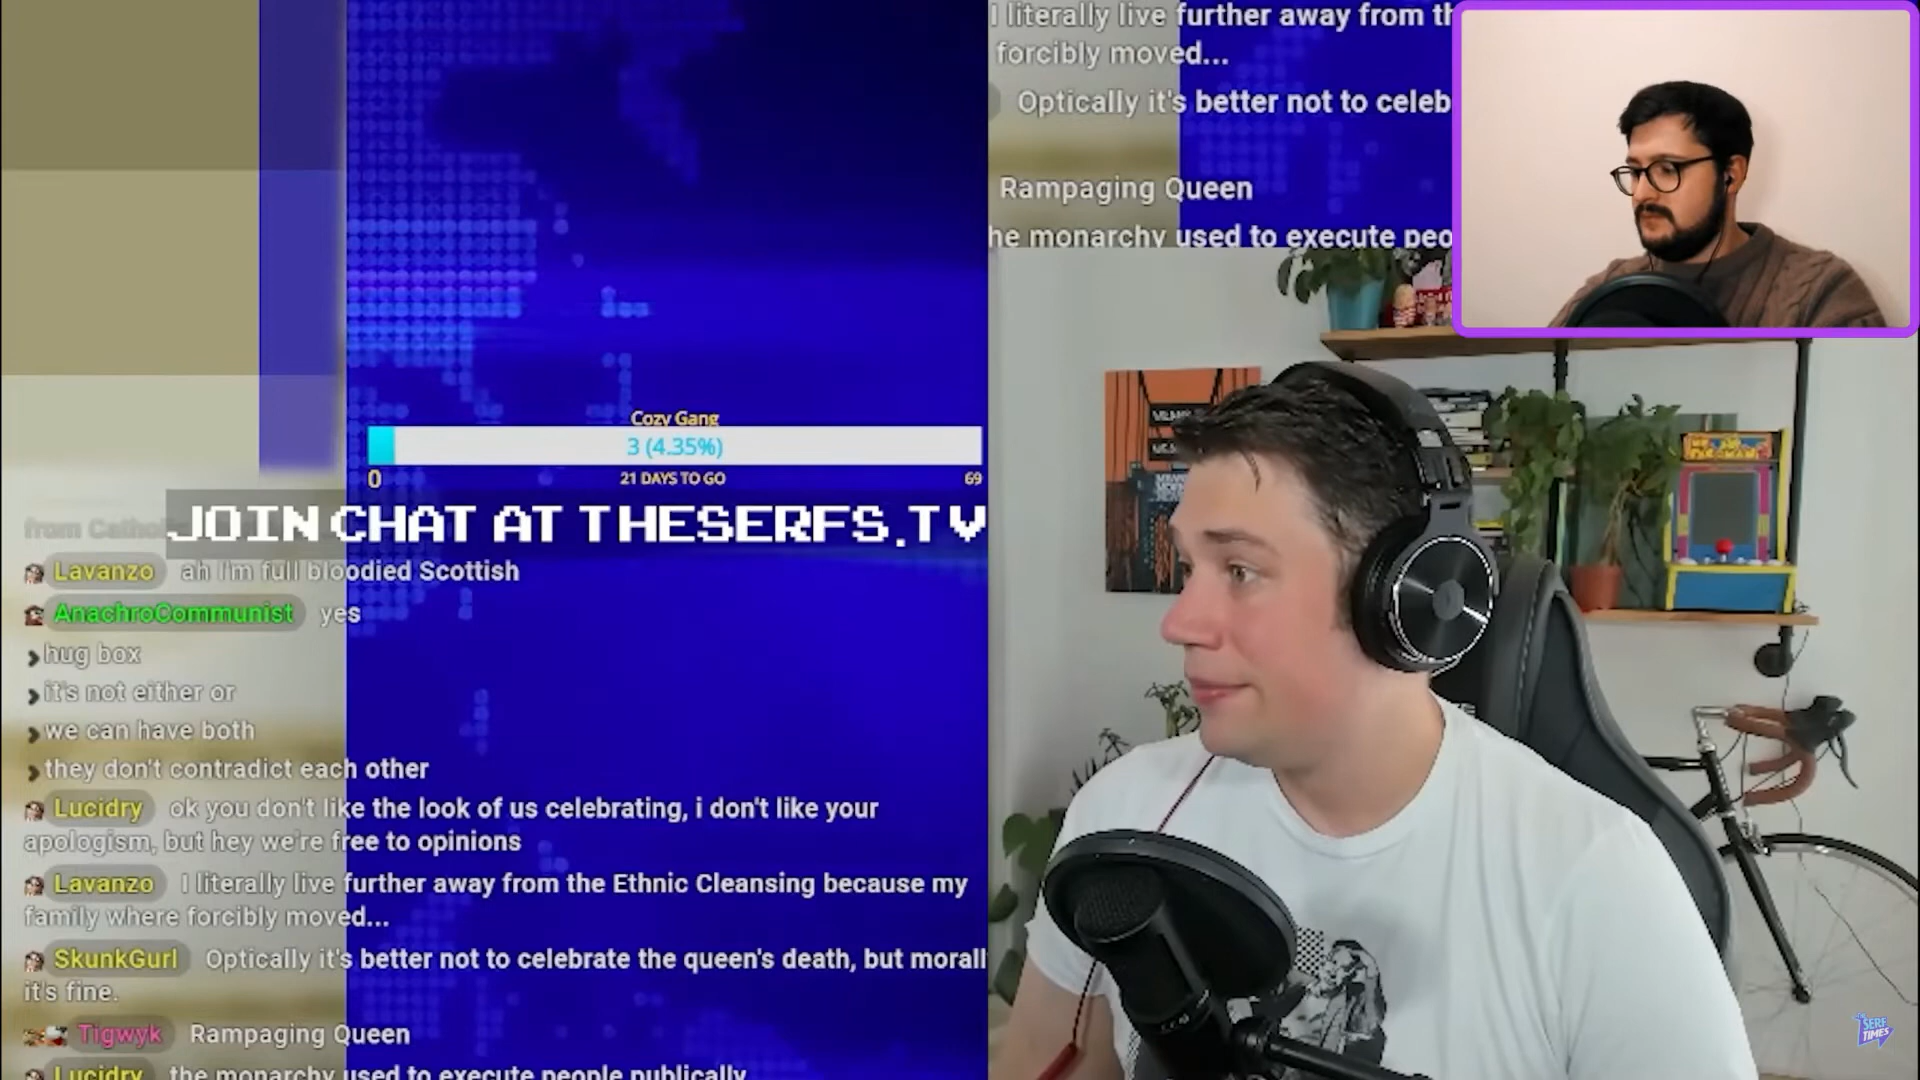 I literally live further away from th
forcibly moved...
Optically it's better not to celeb
Rampaging Queen
he monarchy used to execute peo
Cozy Gang
3 (4.35%)
0 21 DAYS TO GO 69
JOIN CHAT AT THESERFS.TV
from Cathol
Lavanzo ah I'm full bloodied Scottish
AnachroCommunist yes
hug box
it's not either or
we can have both
they don't contradict each other
Lucidry ok you don't like the look of us celebrating, i don't like your
apologism, but hey we're free to opinions
Lavanzo I literally live further away from the Ethnic Cleansing because my
family where forcibly moved...
SkunkGurl Optically it's better not to celebrate the queen's death, but morall
it's fine.
Tigwyk Rampaging Queen
Lucidry the monarchy used to execute people publically
SERF
TIMES